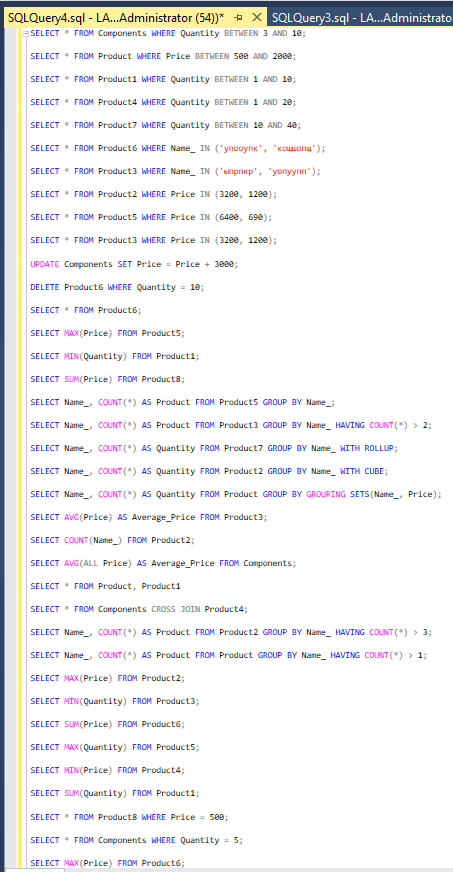 SQLQuery4.sql - LA...Administrator (54))*
SQLQuery3.sql - LA...Administrato
SELECT * FROM Components WHERE Quantity BETWEEN 3 AND 10;
SELECT * FROM Product WHERE Price BETWEEN 500 AND 2000;
SELECT * FROM Product1 WHERE Quantity BETWEEN 1 AND 10;
SELECT * FROM Product4 WHERE Quantity BETWEEN 1 AND 20;
SELECT * FROM Product7 WHERE Quantity BETWEEN 10 AND 40;
SELECT * FROM Product6 WHERE Name_ IN ('упооупк', 'кощшопщ');
SELECT * FROM Product3 WHERE Name_ IN ('ыпрпкр', 'уопуупп');
SELECT * FROM Product2 WHERE Price IN (3200, 1200);
SELECT * FROM Product5 WHERE Price IN (6400, 690);
SELECT * FROM Product3 WHERE Price IN (3200, 1200);
UPDATE Components SET Price = Price + 3000;
DELETE Product6 WHERE Quantity = 10;
SELECT * FROM Product6;
SELECT MAX(Price) FROM Product5;
SELECT MIN(Quantity) FROM Product1;
SELECT SUM(Price) FROM Product8;
SELECT Name_, COUNT(*) AS Product FROM Product5 GROUP BY Name_;
SELECT Name_, COUNT(*) AS Product FROM Product3 GROUP BY Name_ HAVING COUNT(*) > 2;
SELECT Name_, COUNT(*) AS Quantity FROM Product7 GROUP BY Name_ WITH ROLLUP;
SELECT Name_, COUNT(*) AS Quantity FROM Product2 GROUP BY Name_ WITH CUBE;
SELECT Name_, COUNT(*) AS Quantity FROM Product GROUP BY GROUPING SETS(Name_, Price);
SELECT AVG(Price) AS Average_Price FROM Product3;
SELECT COUNT(Name_) FROM Product2;
SELECT AVG(ALL Price) AS Average_Price FROM Components;
SELECT * FROM Product, Product1
SELECT * FROM Components CROSS JOIN Product4;
SELECT Name_, COUNT(*) AS Product FROM Product2 GROUP BY Name_ HAVING COUNT(*) > 3;
SELECT Name_, COUNT(*) AS Product FROM Product GROUP BY Name_ HAVING COUNT(*) > 1;
SELECT MAX(Price) FROM Product2;
SELECT MIN(Quantity) FROM Product3;
SELECT SUM(Price) FROM Product6;
SELECT MAX(Quantity) FROM Product5;
SELECT MIN(Price) FROM Product4;
SELECT SUM(Quantity) FROM Product1;
SELECT * FROM Product8 WHERE Price = 500;
SELECT * FROM Components WHERE Quantity = 5;
SELECT MAX(Price) FROM Product6;